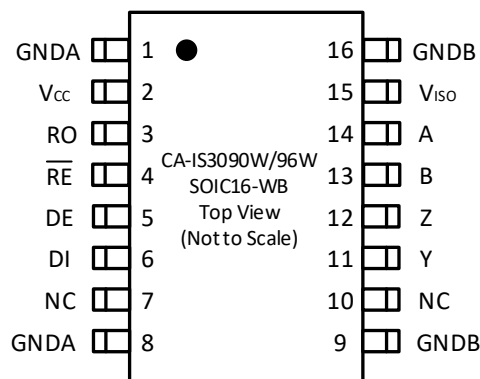 GNDA 1 16 GNDB
VCC 2 15 VISO
RO 3 14 A
CA-IS3090W/96W
R̅E̅ 4 13 B
SOIC16-WB
Top View
DE 5 12 Z
(Not to Scale)
DI 6 11 Y
NC 7 10 NC
GNDA 8 9 GNDB